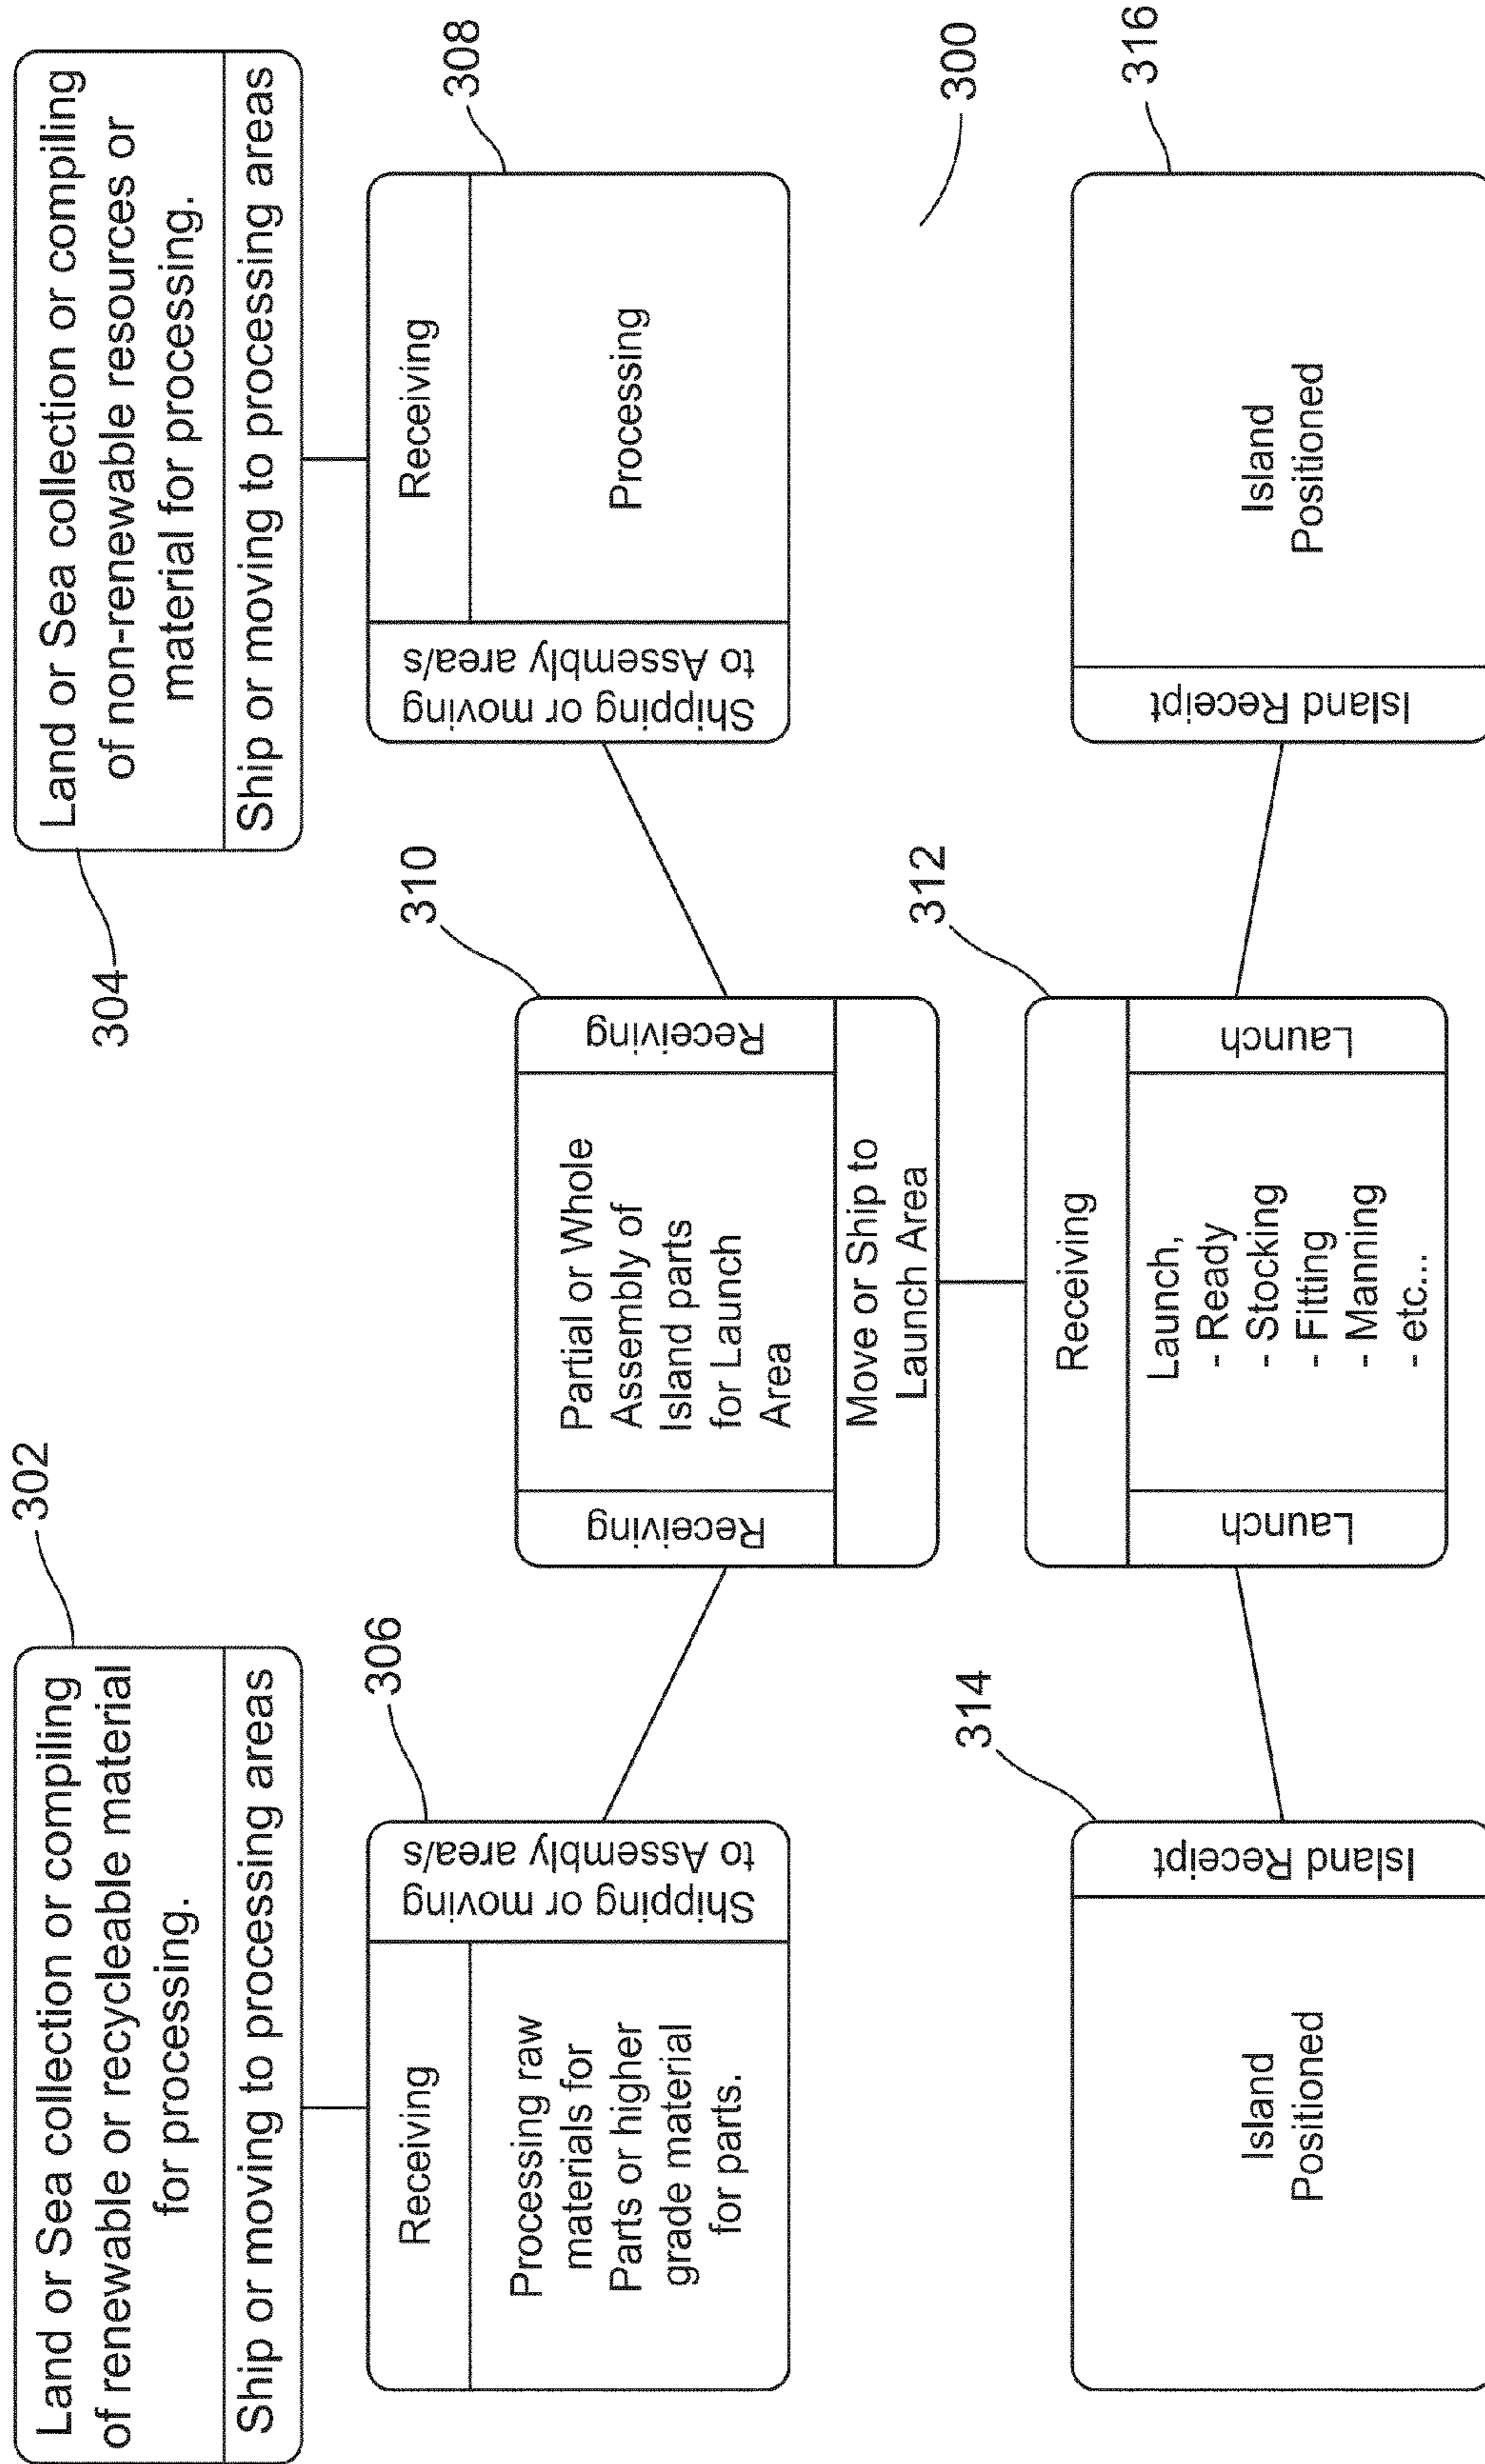 302
Land or Sea collection or compiling
of renewable or recycleable material
for processing.
Ship or moving to processing areas
304
Land or Sea collection or compiling
of non-renewable resources or
material for processing.
Ship or moving to processing areas
306
Receiving
Processing raw
materials for
Parts or higher
grade material
for parts.
Shipping or moving
to Assembly area/s
310
Receiving
Partial or Whole
Assembly of
Island parts
for Launch
Area
Receiving
Move or Ship to
Launch Area
308
Receiving
Processing
Shipping or moving
to Assembly area/s
300
314
Island
Positioned
Island Receipt
312
Receiving
Launch
Launch,
- Ready
- Stocking
- Fitting
- Manning
- etc...
Launch
316
Island Receipt
Island
Positioned